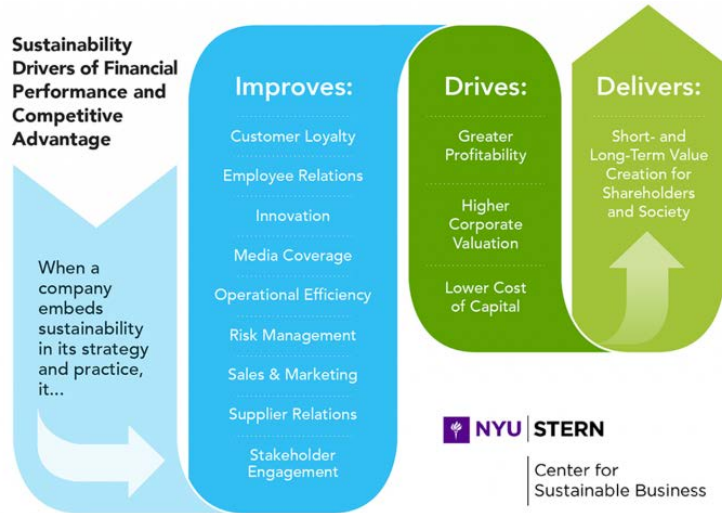 Sustainability
Drivers of Financial
Performance and
Competitive
Advantage
When a
company
embeds
sustainability
in its strategy
and practice,
it...
Improves:
Customer Loyalty
Employee Relations
Innovation
Media Coverage
Operational Efficiency
Risk Management
Sales & Marketing
Supplier Relations
Stakeholder
Engagement
Drives:
Greater
Profitability
Higher
Corporate
Valuation
Lower Cost
of Capital
Delivers:
Short- and
Long-Term Value
Creation for
Shareholders
and Society
NYU STERN
Center for
Sustainable Business